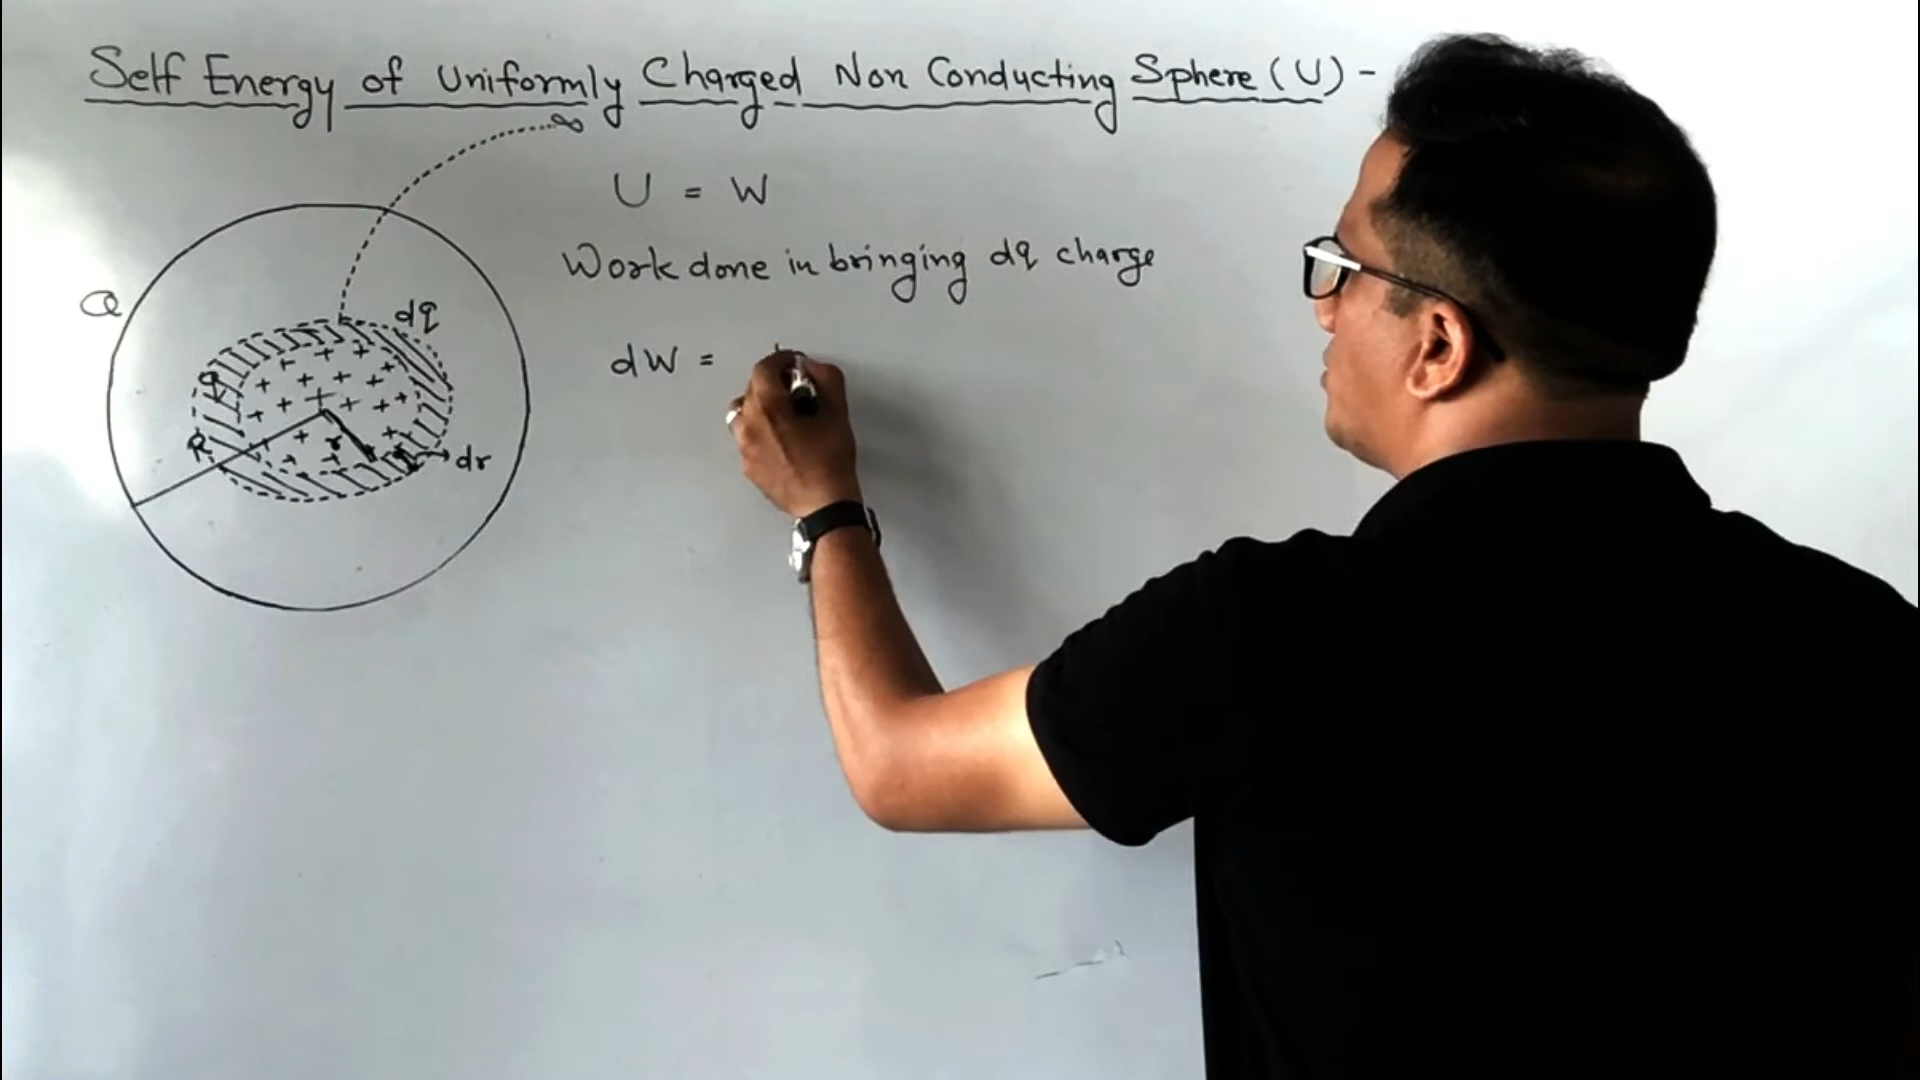 Self Energy of Uniformly Charged Non Conducting Sphere (U) -
∞
U = W
Work done in bringing dq charge
Q
dq
dW =
q
R
r
dr